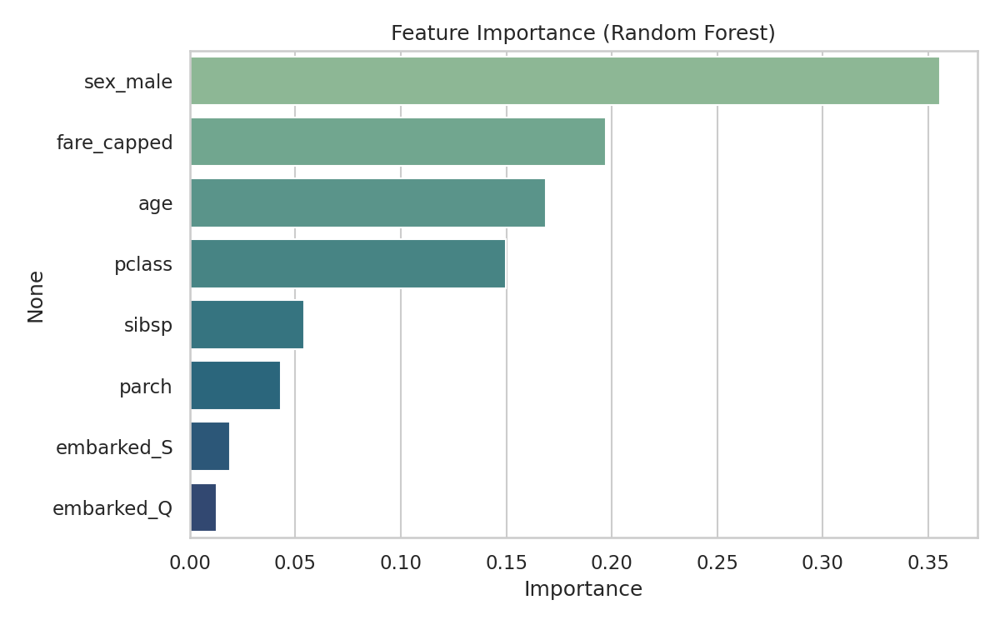 Feature Importance (Random Forest)
sex_male
fare_capped
age
pclass
sibsp
parch
embarked_S
embarked_Q
None
0.00 0.05 0.10 0.15 0.20 0.25 0.30 0.35
Importance